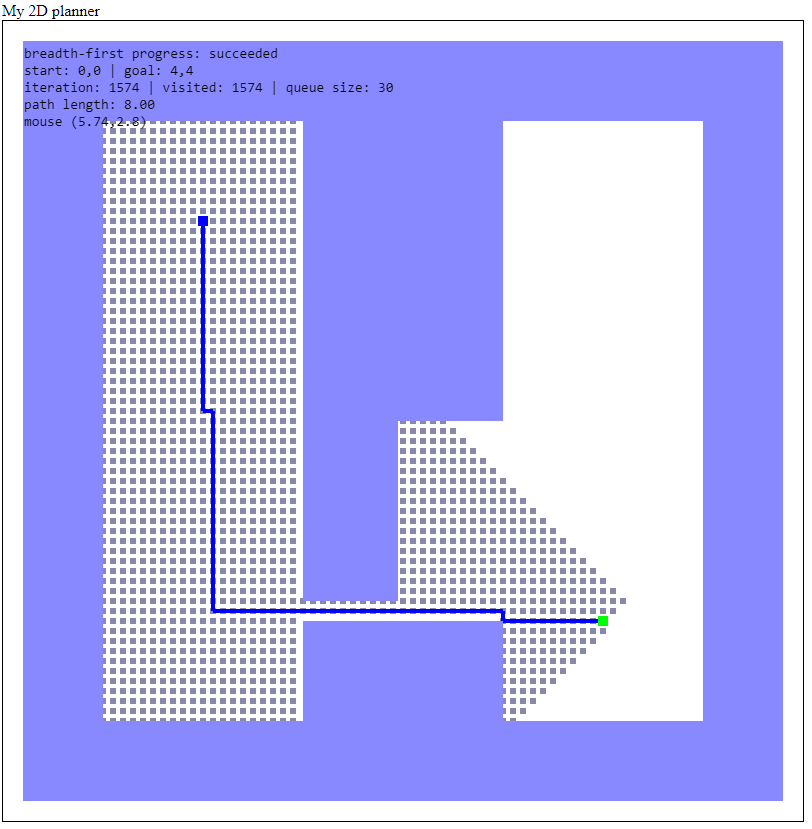 My 2D planner
breadth-first progress: succeeded
start: 0,0 | goal: 4,4
iteration: 1574 | visited: 1574 | queue size: 30
path length: 8.00
mouse (5.74,2.8)